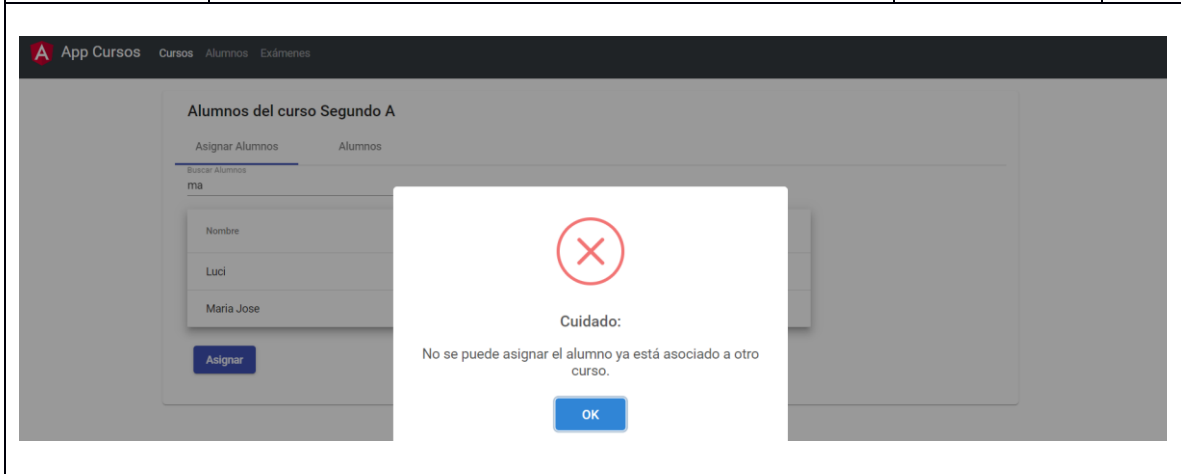 App Cursos Cursos Alumnos Exámenes
Alumnos del curso Segundo A
Asignar Alumnos Alumnos
Buscar Alumnos
ma
Nombre
Luci
Maria Jose
Asignar
Cuidado:
No se puede asignar el alumno ya está asociado a otro
curso.
OK